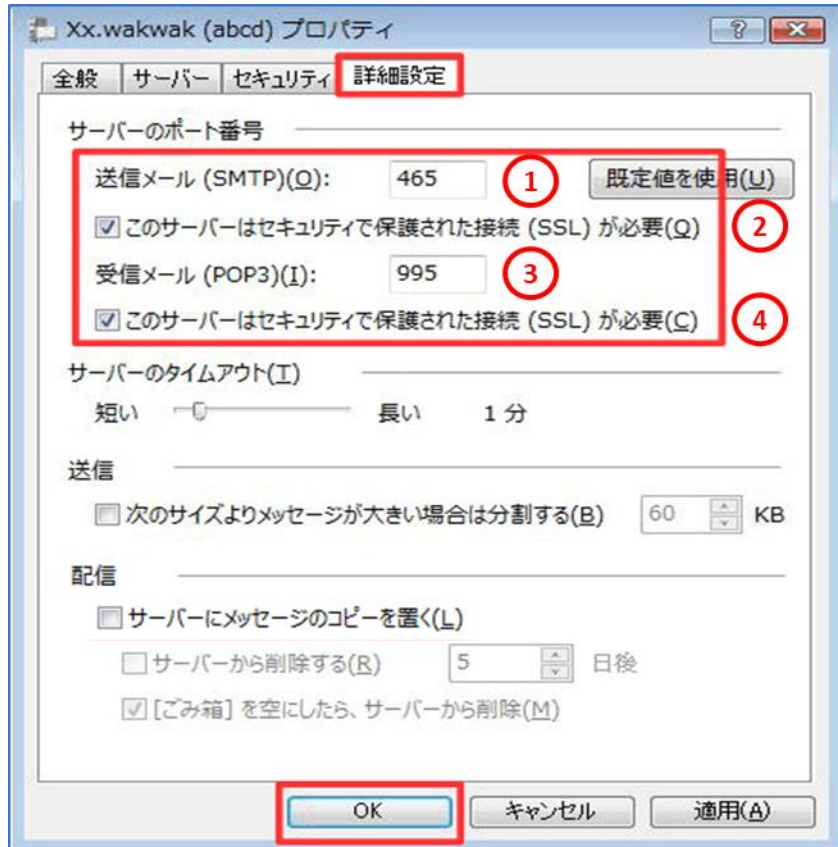 Xx.wakwak (abcd) プロパティ
全般 サーバー セキュリティ 詳細設定
サーバーのポート番号
送信メール (SMTP)(O): 465 ① 既定値を使用(U)
このサーバーはセキュリティで保護された接続 (SSL) が必要(Q) ②
受信メール (POP3)(I): 995 ③
このサーバーはセキュリティで保護された接続 (SSL) が必要(C) ④
サーバーのタイムアウト(T)
短い 長い 1 分
送信
次のサイズよりメッセージが大きい場合は分割する(B) 60 KB
配信
サーバーにメッセージのコピーを置く(L)
サーバーから削除する(R) 5 日後
[ごみ箱] を空にしたら、サーバーから削除(M)
OK キャンセル 適用(A)